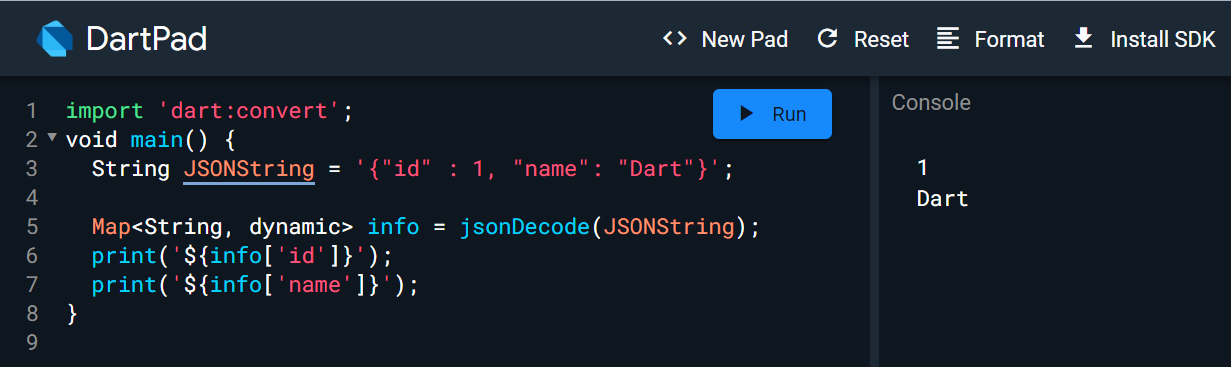 DartPad
<> New Pad Reset Format Install SDK
1 import 'dart:convert';
2 void main() {
3   String JSONString = '{"id" : 1, "name": "Dart"}';
4
5   Map<String, dynamic> info = jsonDecode(JSONString);
6   print('${info['id']}');
7   print('${info['name']}');
8 }
9
Run
Console
1
Dart